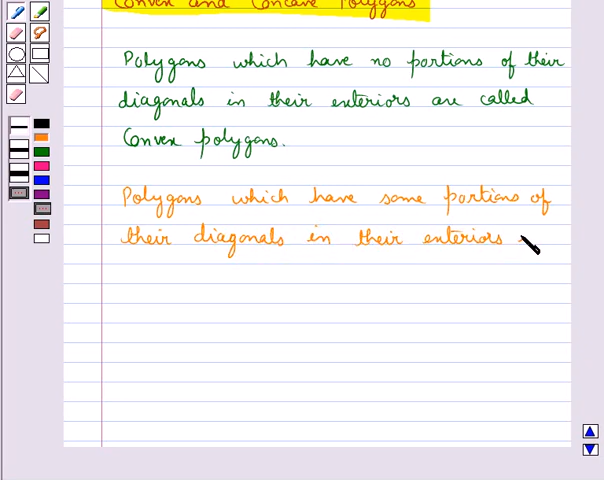 Convex and Concave Polygons
Polygons which have no portions of their
diagonals in their exteriors are called
Convex polygons.
Polygons which have some portions of
their diagonals in their exteriors